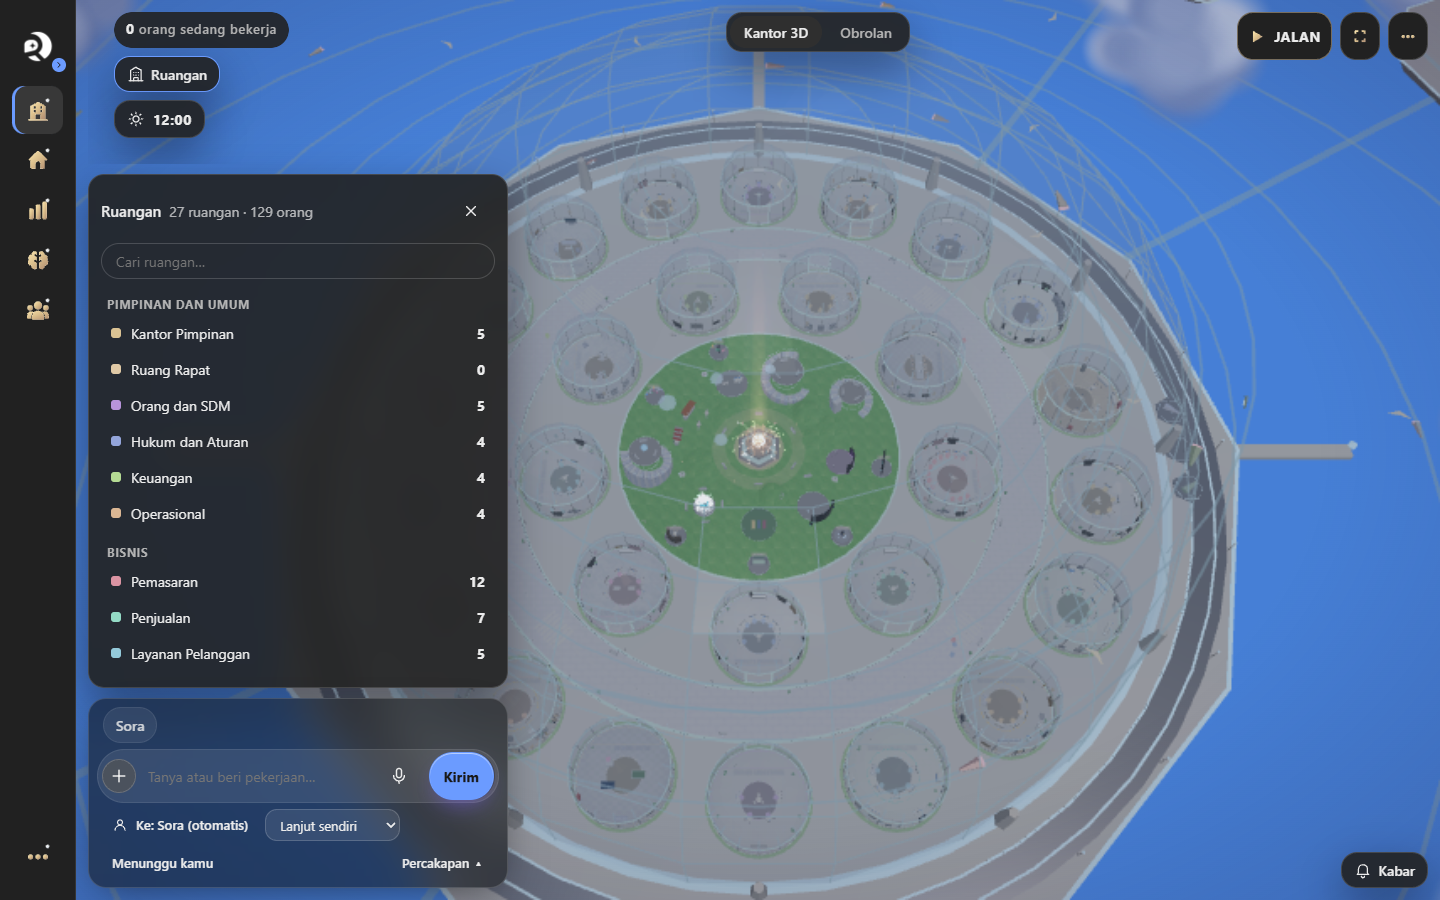 0 orang sedang bekerja
Kantor 3D
Obrolan
JALAN
Ruangan
12:00
Ruangan 27 ruangan · 129 orang
Cari ruangan...
PIMPINAN DAN UMUM
Kantor Pimpinan 5
Ruang Rapat 0
Orang dan SDM 5
Hukum dan Aturan 4
Keuangan 4
Operasional 4
BISNIS
Pemasaran 12
Penjualan 7
Layanan Pelanggan 5
Sora
Tanya atau beri pekerjaan...
Kirim
Ke: Sora (otomatis)
Lanjut sendiri
Menunggu kamu
Percakapan
Kabar